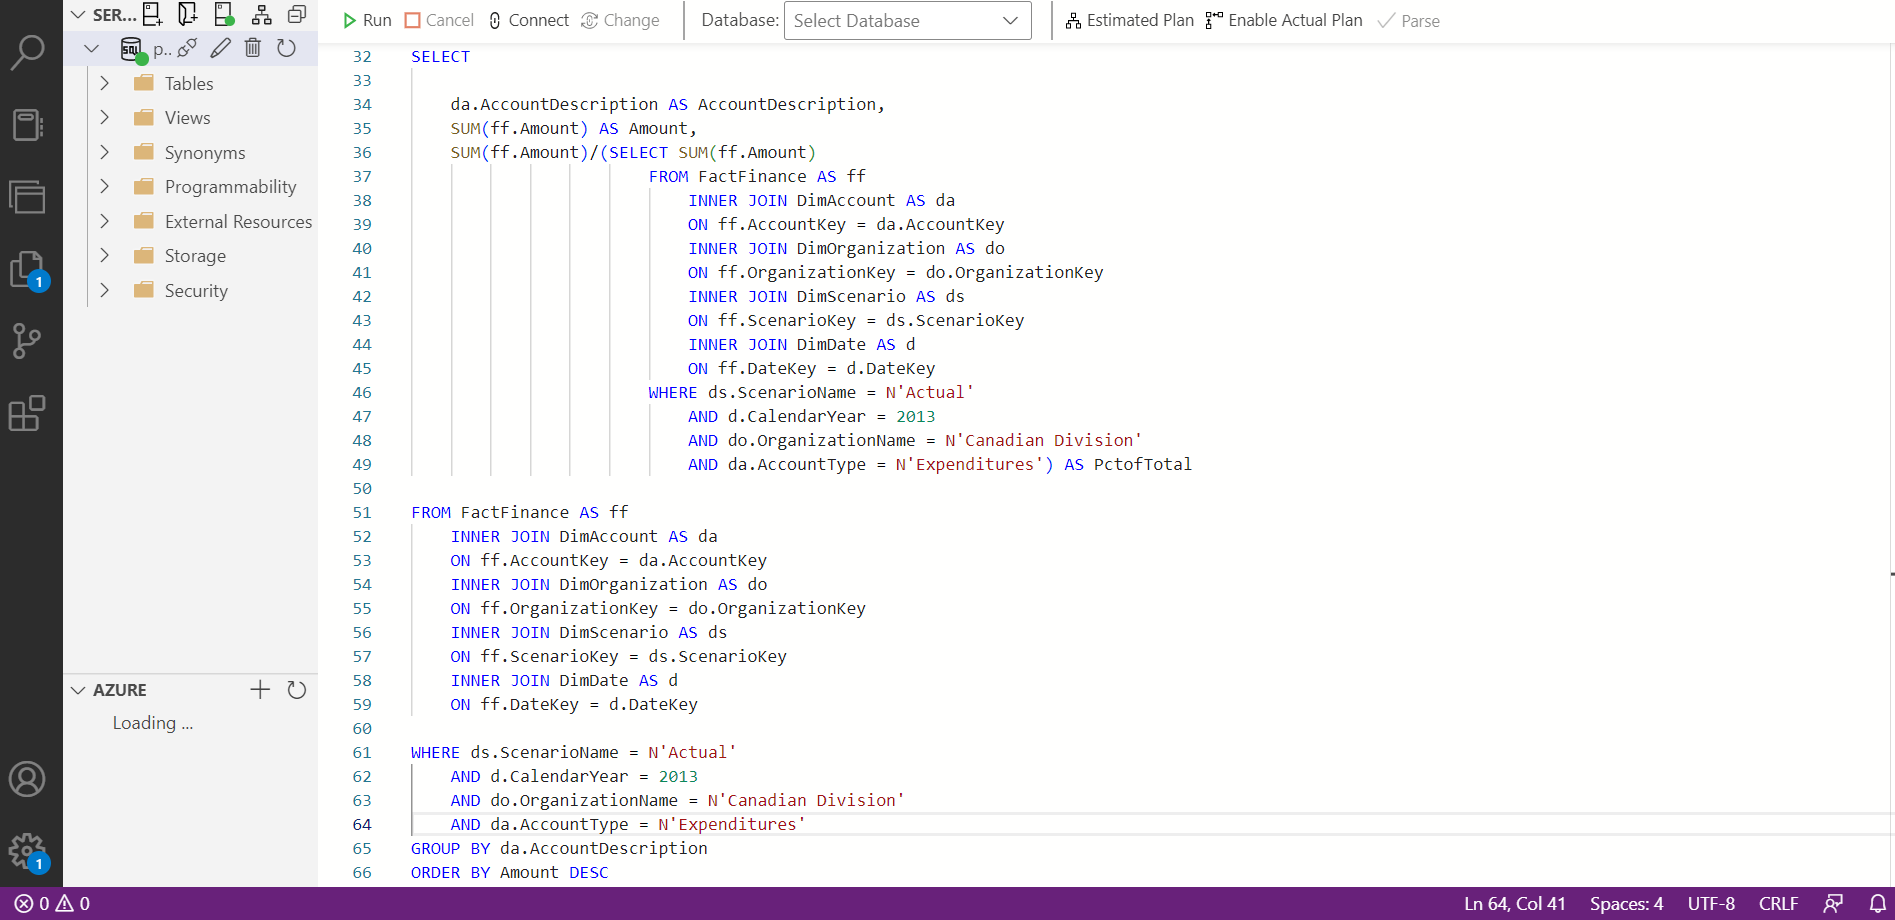 SER...
p..
Tables
Views
Synonyms
Programmability
External Resources
Storage
Security
AZURE
Loading ...
1
1
Run Cancel Connect Change Database: Select Database Estimated Plan Enable Actual Plan Parse
32 SELECT
33
34 da.AccountDescription AS AccountDescription,
35 SUM(ff.Amount) AS Amount,
36 SUM(ff.Amount)/(SELECT SUM(ff.Amount)
37 FROM FactFinance AS ff
38 INNER JOIN DimAccount AS da
39 ON ff.AccountKey = da.AccountKey
40 INNER JOIN DimOrganization AS do
41 ON ff.OrganizationKey = do.OrganizationKey
42 INNER JOIN DimScenario AS ds
43 ON ff.ScenarioKey = ds.ScenarioKey
44 INNER JOIN DimDate AS d
45 ON ff.DateKey = d.DateKey
46 WHERE ds.ScenarioName = N'Actual'
47 AND d.CalendarYear = 2013
48 AND do.OrganizationName = N'Canadian Division'
49 AND da.AccountType = N'Expenditures') AS PctofTotal
50
51 FROM FactFinance AS ff
52 INNER JOIN DimAccount AS da
53 ON ff.AccountKey = da.AccountKey
54 INNER JOIN DimOrganization AS do
55 ON ff.OrganizationKey = do.OrganizationKey
56 INNER JOIN DimScenario AS ds
57 ON ff.ScenarioKey = ds.ScenarioKey
58 INNER JOIN DimDate AS d
59 ON ff.DateKey = d.DateKey
60
61 WHERE ds.ScenarioName = N'Actual'
62 AND d.CalendarYear = 2013
63 AND do.OrganizationName = N'Canadian Division'
64 AND da.AccountType = N'Expenditures'
65 GROUP BY da.AccountDescription
66 ORDER BY Amount DESC
0 0 Ln 64, Col 41 Spaces: 4 UTF-8 CRLF